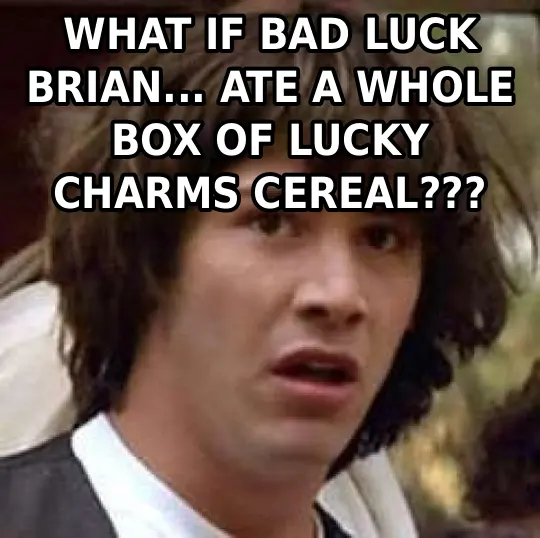 WHAT IF BAD LUCK
BRIAN... ATE A WHOLE
BOX OF LUCKY
CHARMS CEREAL???